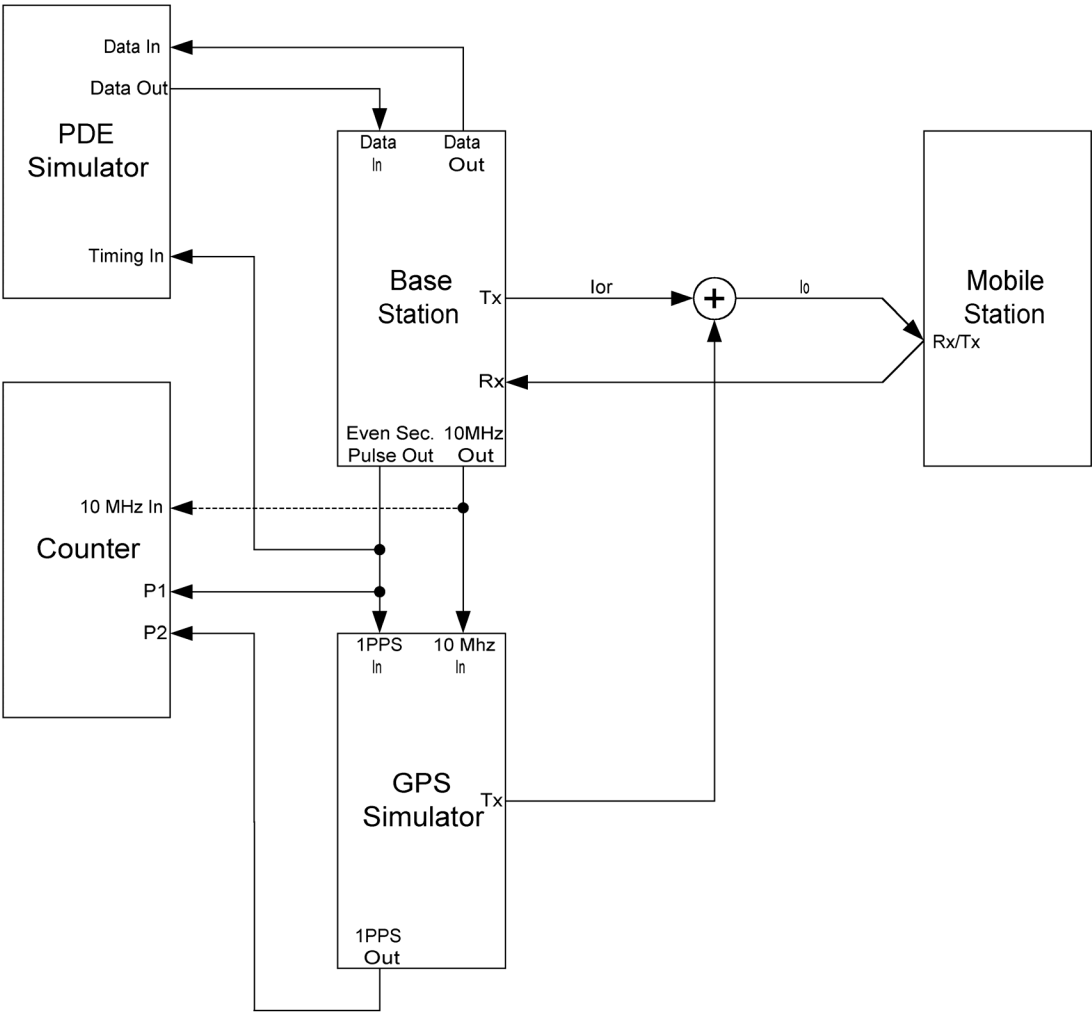 Data In
Data Out
PDE
Simulator
Timing In
Data
In
Data
Out
Base
Station
Tx
Rx
Even Sec.
Pulse Out
10MHz
Out
Ior
+
Io
Mobile
Station
Rx/Tx
10 MHz In
Counter
P1
P2
1PPS
In
10 Mhz
In
GPS
Simulator
Tx
1PPS
Out